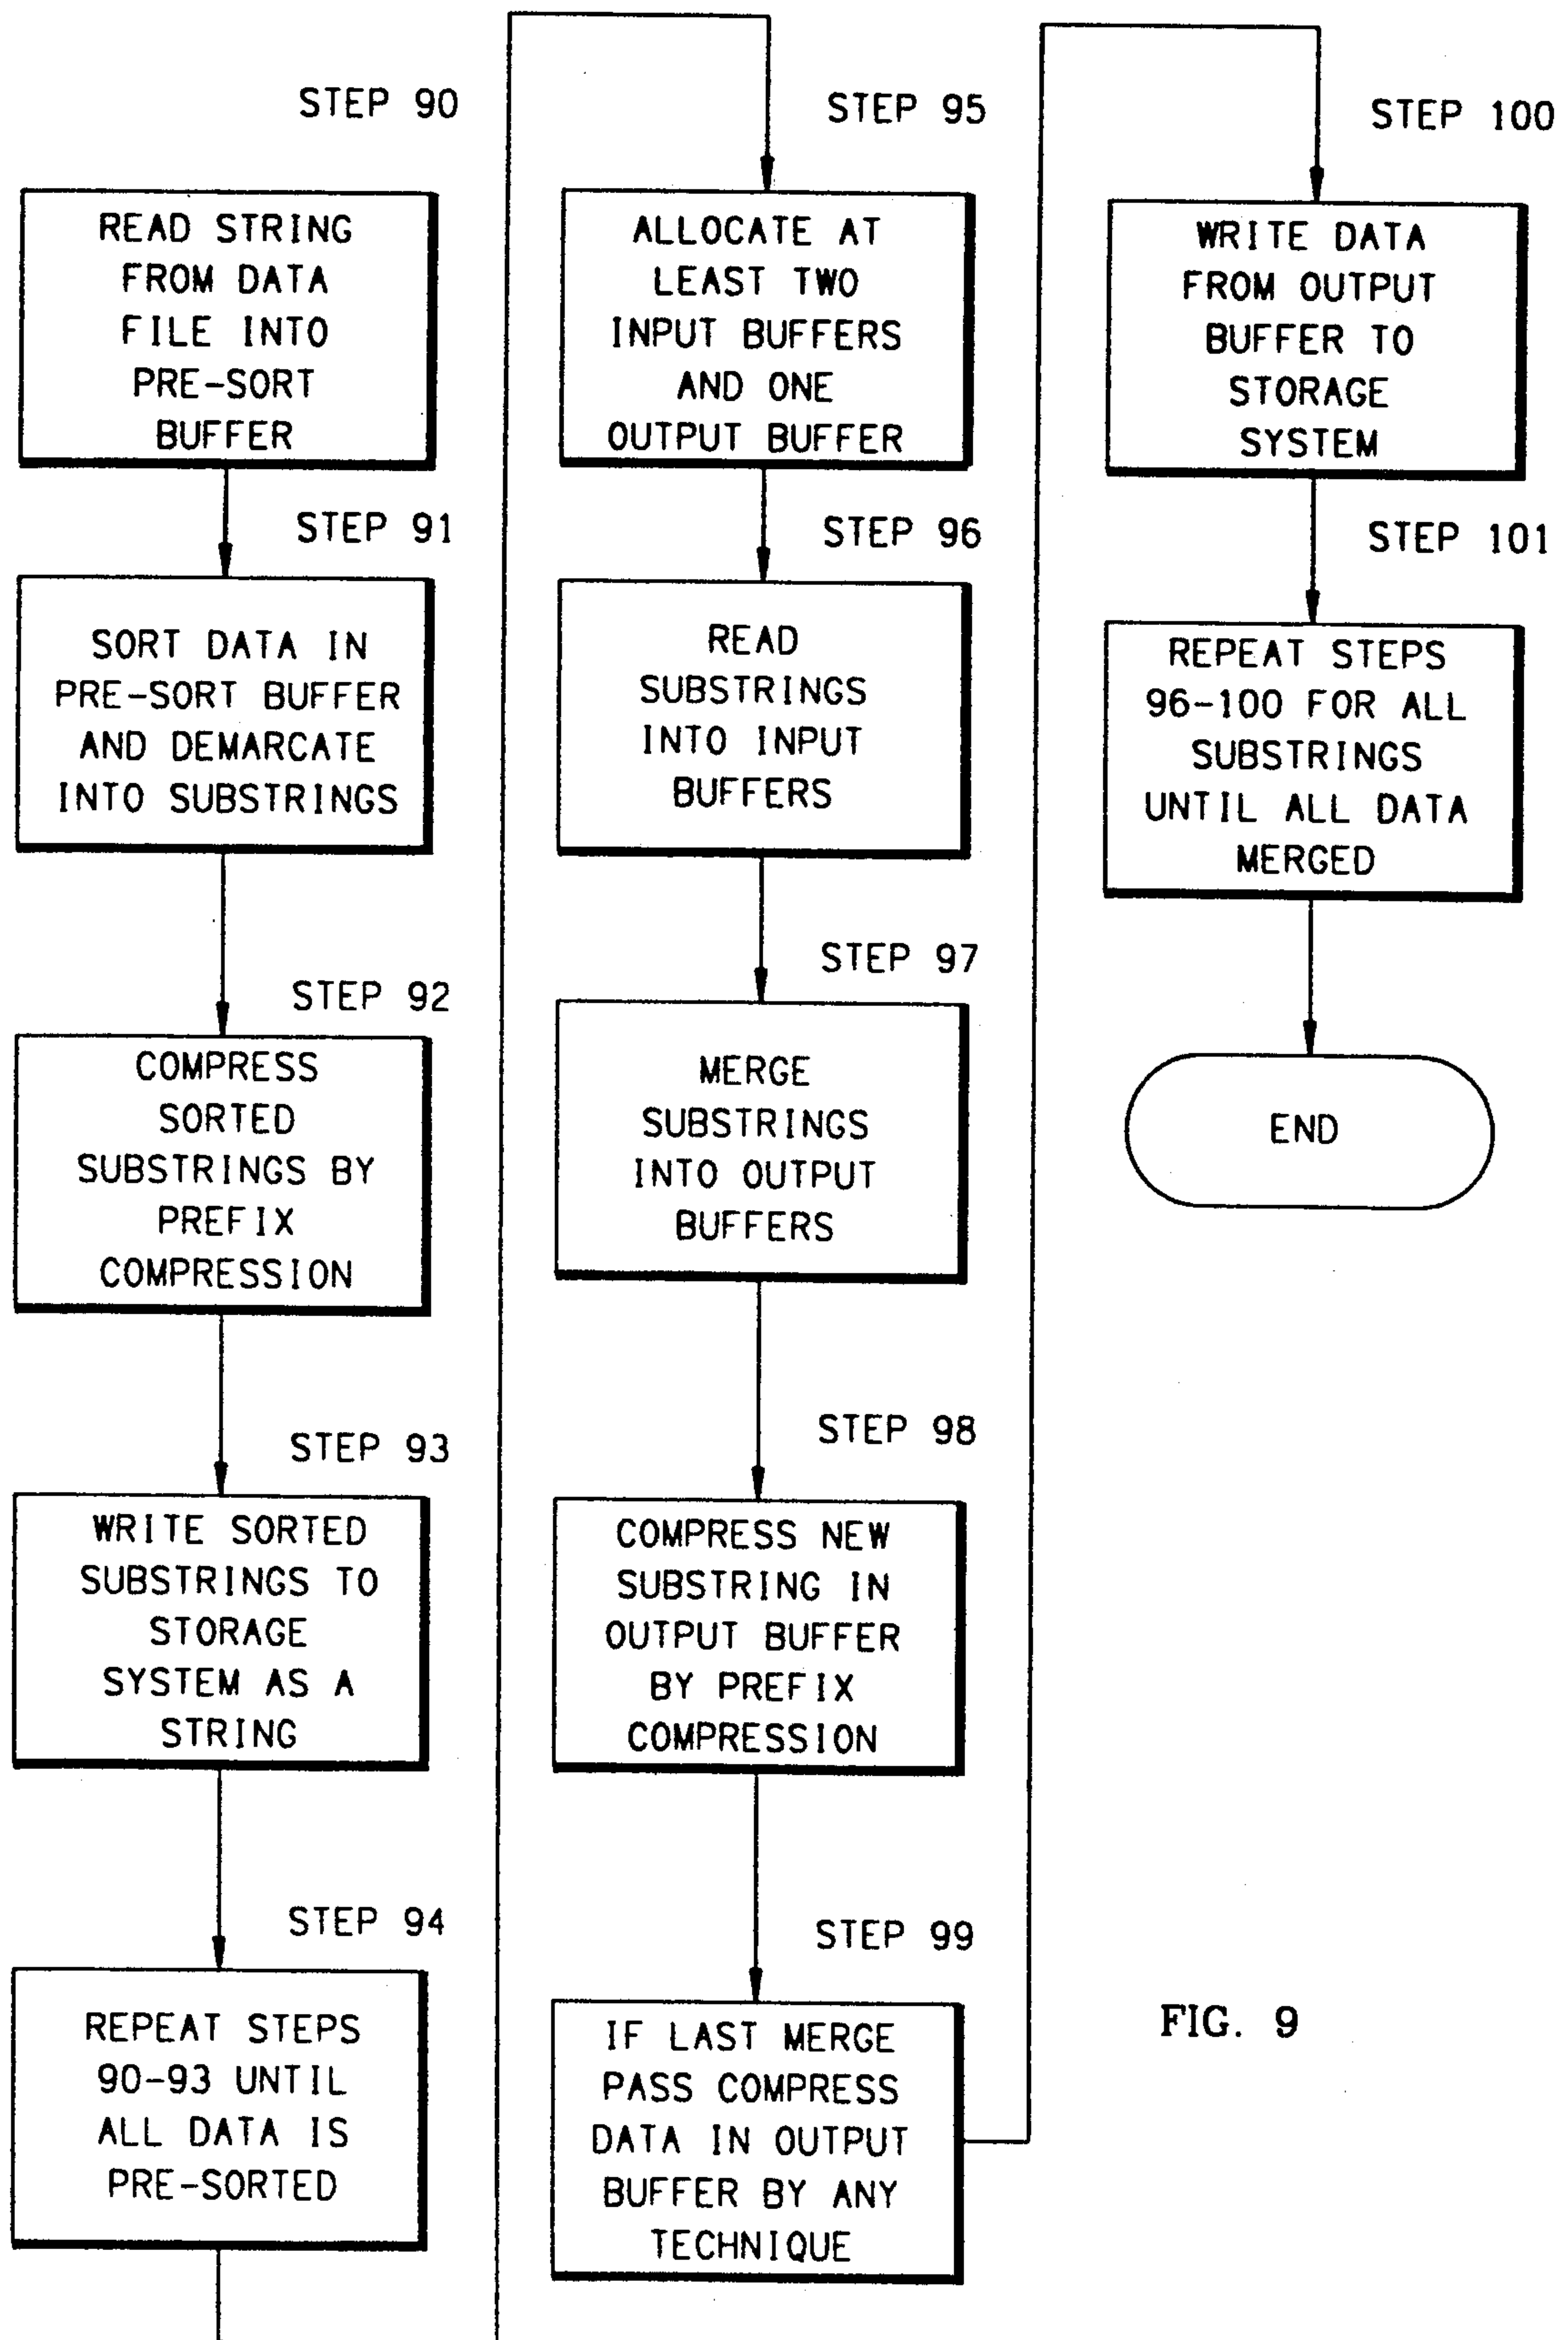 STEP 90
READ STRING
FROM DATA
FILE INTO
PRE-SORT
BUFFER
STEP 91
SORT DATA IN
PRE-SORT BUFFER
AND DEMARCATE
INTO SUBSTRINGS
STEP 92
COMPRESS
SORTED
SUBSTRINGS BY
PREFIX
COMPRESSION
STEP 93
WRITE SORTED
SUBSTRINGS TO
STORAGE
SYSTEM AS A
STRING
STEP 94
REPEAT STEPS
90-93 UNTIL
ALL DATA IS
PRE-SORTED
STEP 95
ALLOCATE AT
LEAST TWO
INPUT BUFFERS
AND ONE
OUTPUT BUFFER
STEP 96
READ
SUBSTRINGS
INTO INPUT
BUFFERS
STEP 97
MERGE
SUBSTRINGS
INTO OUTPUT
BUFFERS
STEP 98
COMPRESS NEW
SUBSTRING IN
OUTPUT BUFFER
BY PREFIX
COMPRESSION
STEP 99
IF LAST MERGE
PASS COMPRESS
DATA IN OUTPUT
BUFFER BY ANY
TECHNIQUE
STEP 100
WRITE DATA
FROM OUTPUT
BUFFER TO
STORAGE
SYSTEM
STEP 101
REPEAT STEPS
96-100 FOR ALL
SUBSTRINGS
UNTIL ALL DATA
MERGED
END
FIG. 9